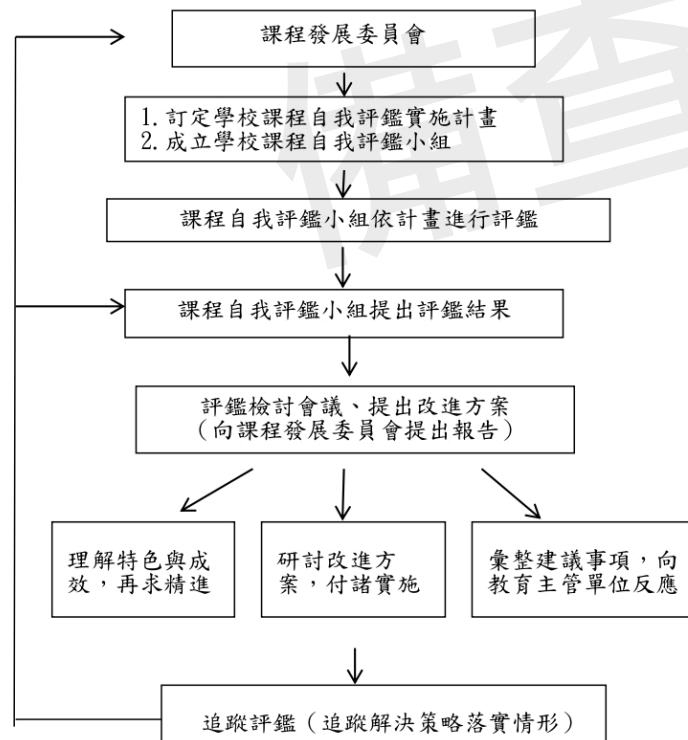 備查
課程發展委員會
1. 訂定學校課程自我評鑑實施計畫
2. 成立學校課程自我評鑑小組
課程自我評鑑小組依計畫進行評鑑
課程自我評鑑小組提出評鑑結果
評鑑檢討會議、提出改進方案
（向課程發展委員會提出報告）
理解特色與成
效，再求精進
研討改進方
案，付諸實施
彙整建議事項，向
教育主管單位反應
追蹤評鑑（追蹤解決策略落實情形）